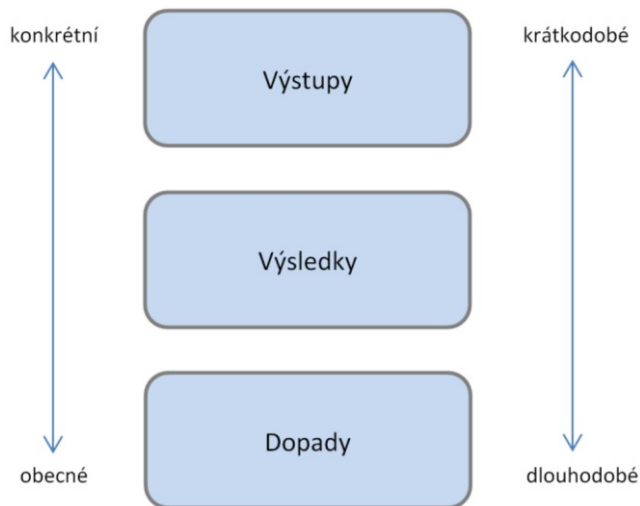 konkrétní
krátkodobé
Výstupy
Výsledky
Dopady
obecné
dlouhodobé